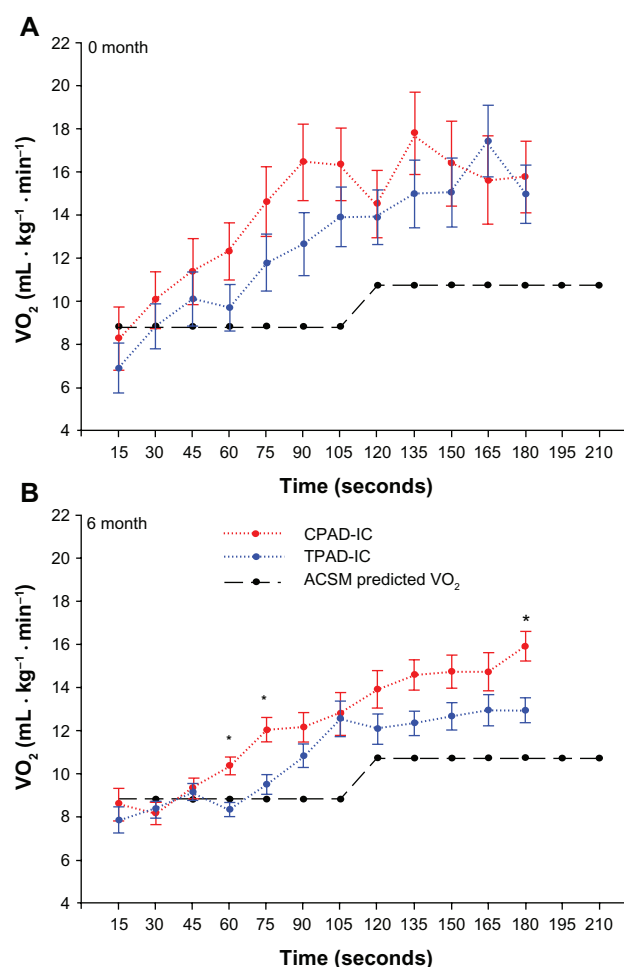 A
0 month
22
20
18
16
14
12
10
8
6
4
VO₂ (mL · kg⁻¹ · min⁻¹)
15 30 45 60 75 90 105 120 135 150 165 180 195 210
Time (seconds)
B
6 month
22
20
18
16
14
12
10
8
6
4
VO₂ (mL · kg⁻¹ · min⁻¹)
CPAD-IC
TPAD-IC
ACSM predicted VO₂
*
*
*
15 30 45 60 75 90 105 120 135 150 165 180 195 210
Time (seconds)